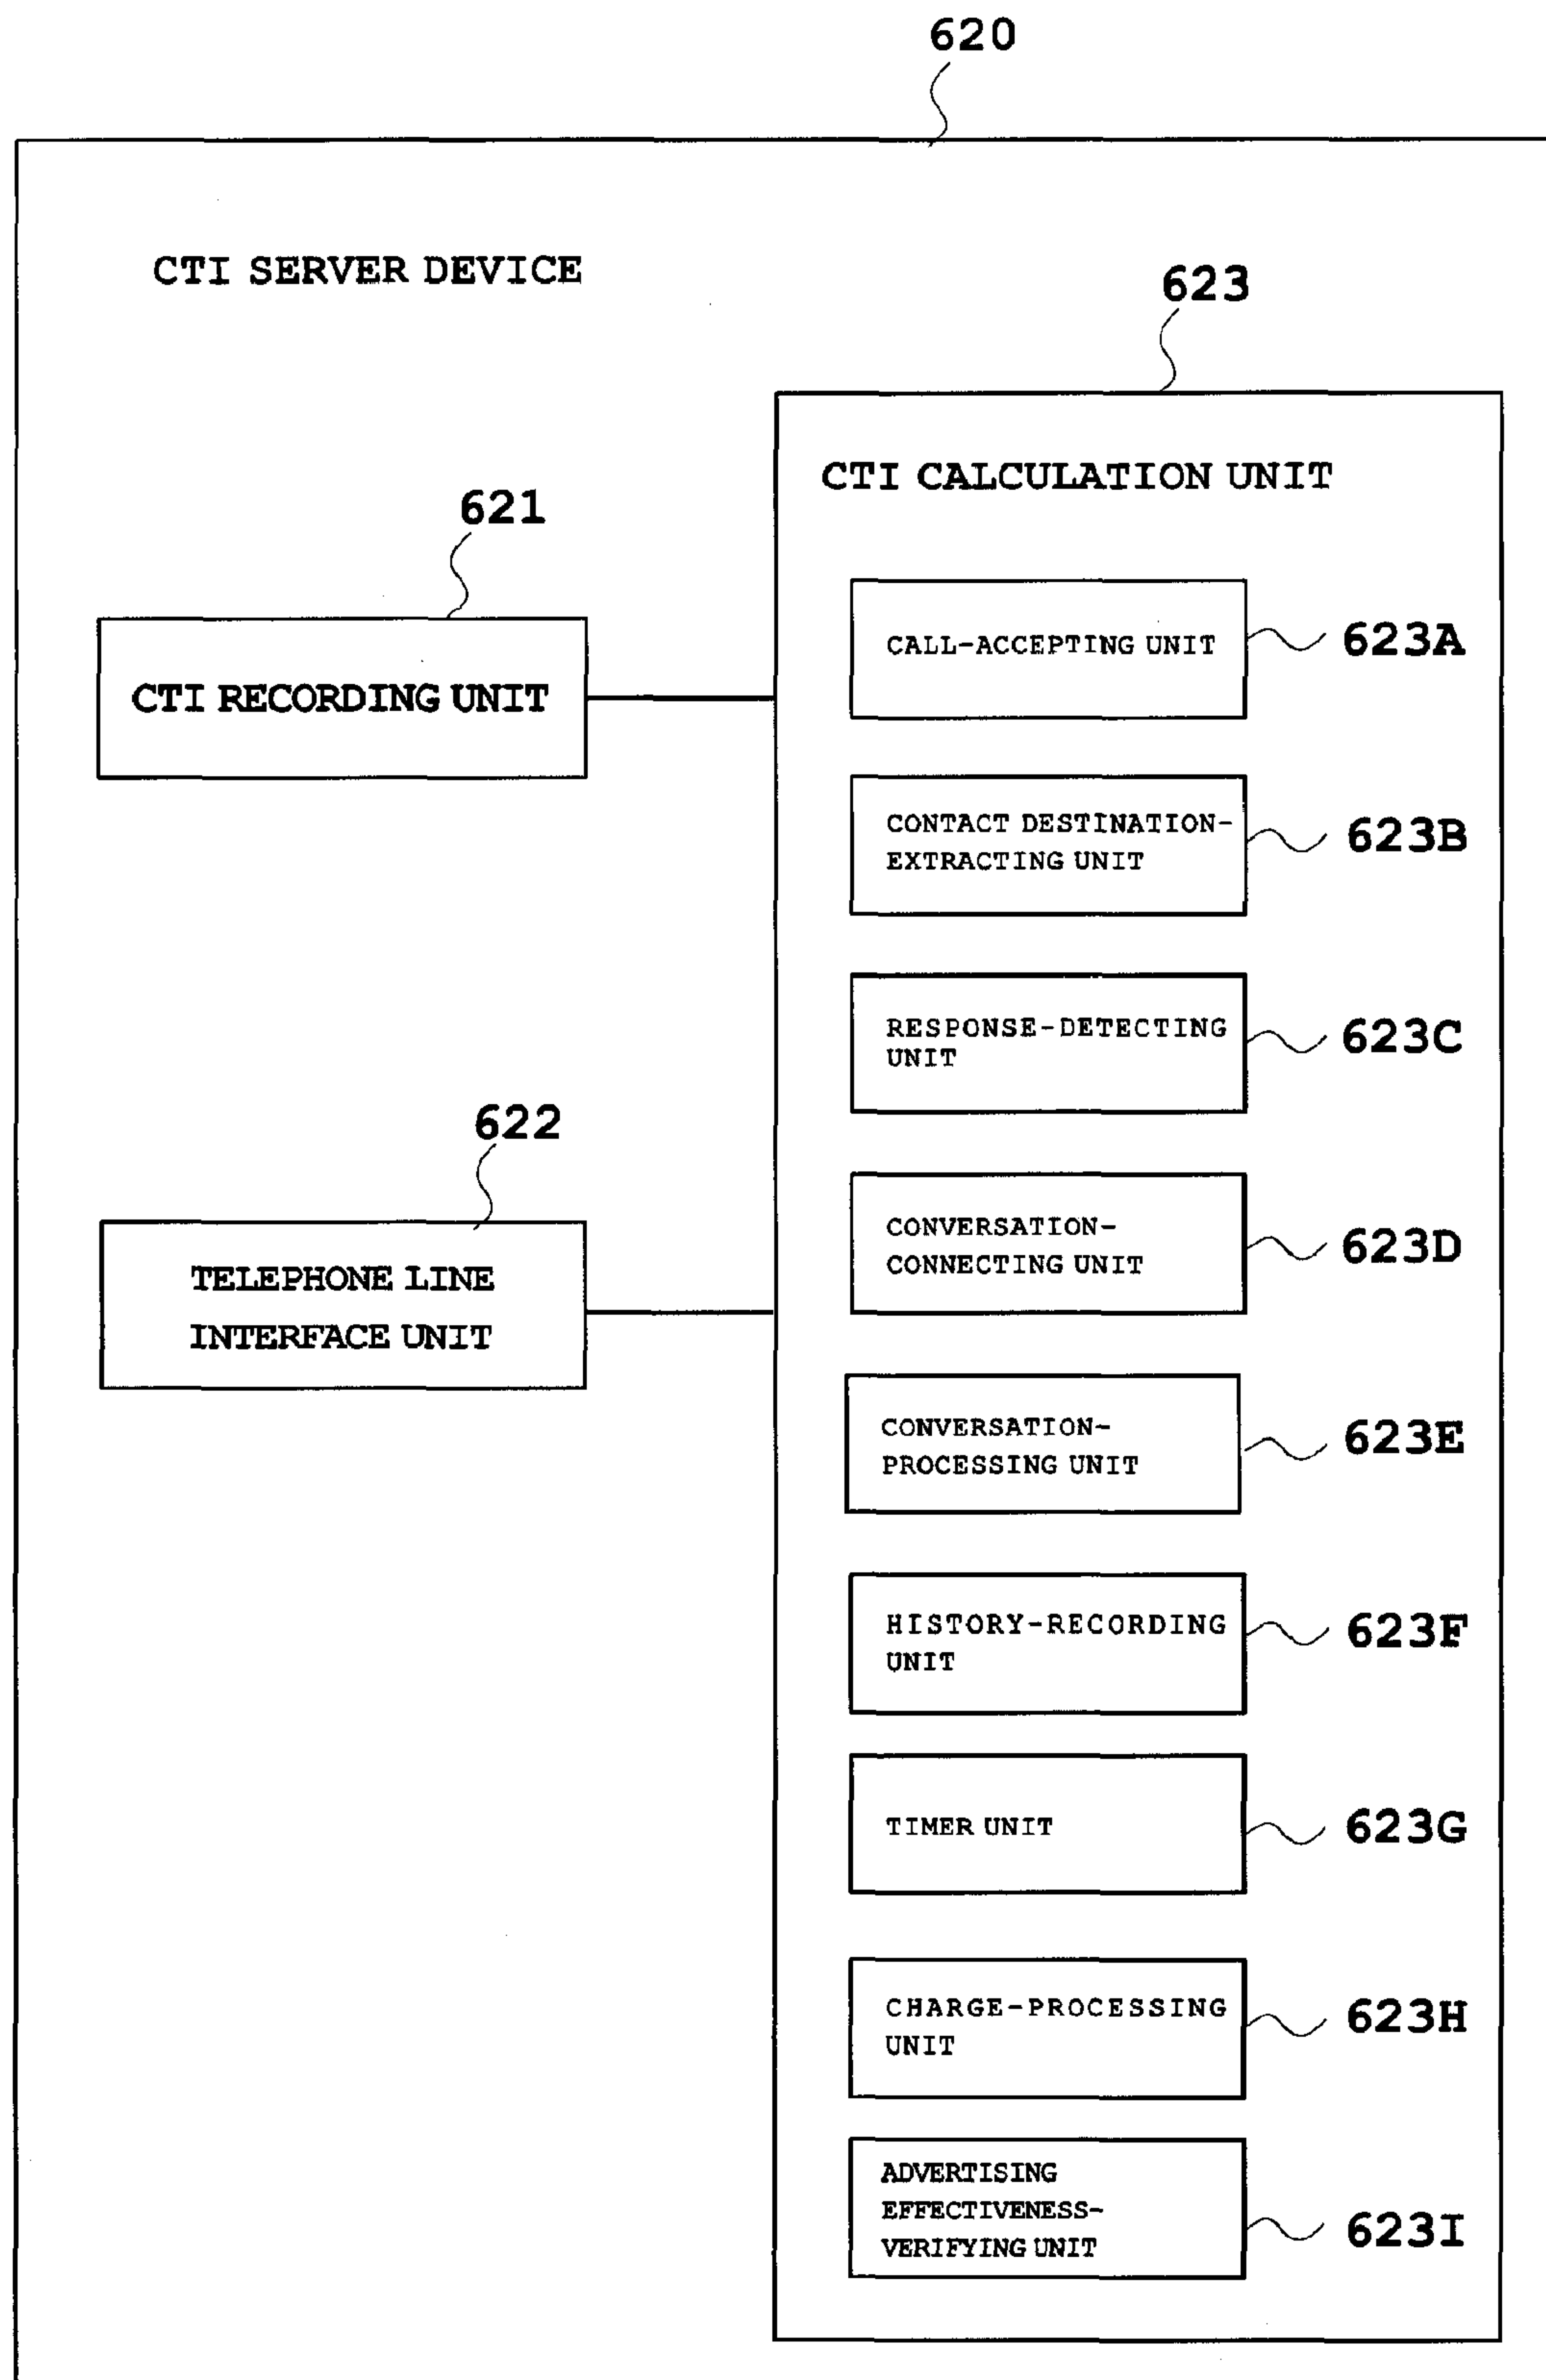 620
CTI SERVER DEVICE
623
CTI CALCULATION UNIT
621
CTI RECORDING UNIT
CALL-ACCEPTING UNIT
623A
CONTACT DESTINATION-
EXTRACTING UNIT
623B
RESPONSE-DETECTING
UNIT
623C
622
TELEPHONE LINE
INTERFACE UNIT
CONVERSATION-
CONNECTING UNIT
623D
CONVERSATION-
PROCESSING UNIT
623E
HISTORY-RECORDING
UNIT
623F
TIMER UNIT
623G
CHARGE-PROCESSING
UNIT
623H
ADVERTISING
EFFECTIVENESS-
VERIFYING UNIT
623I